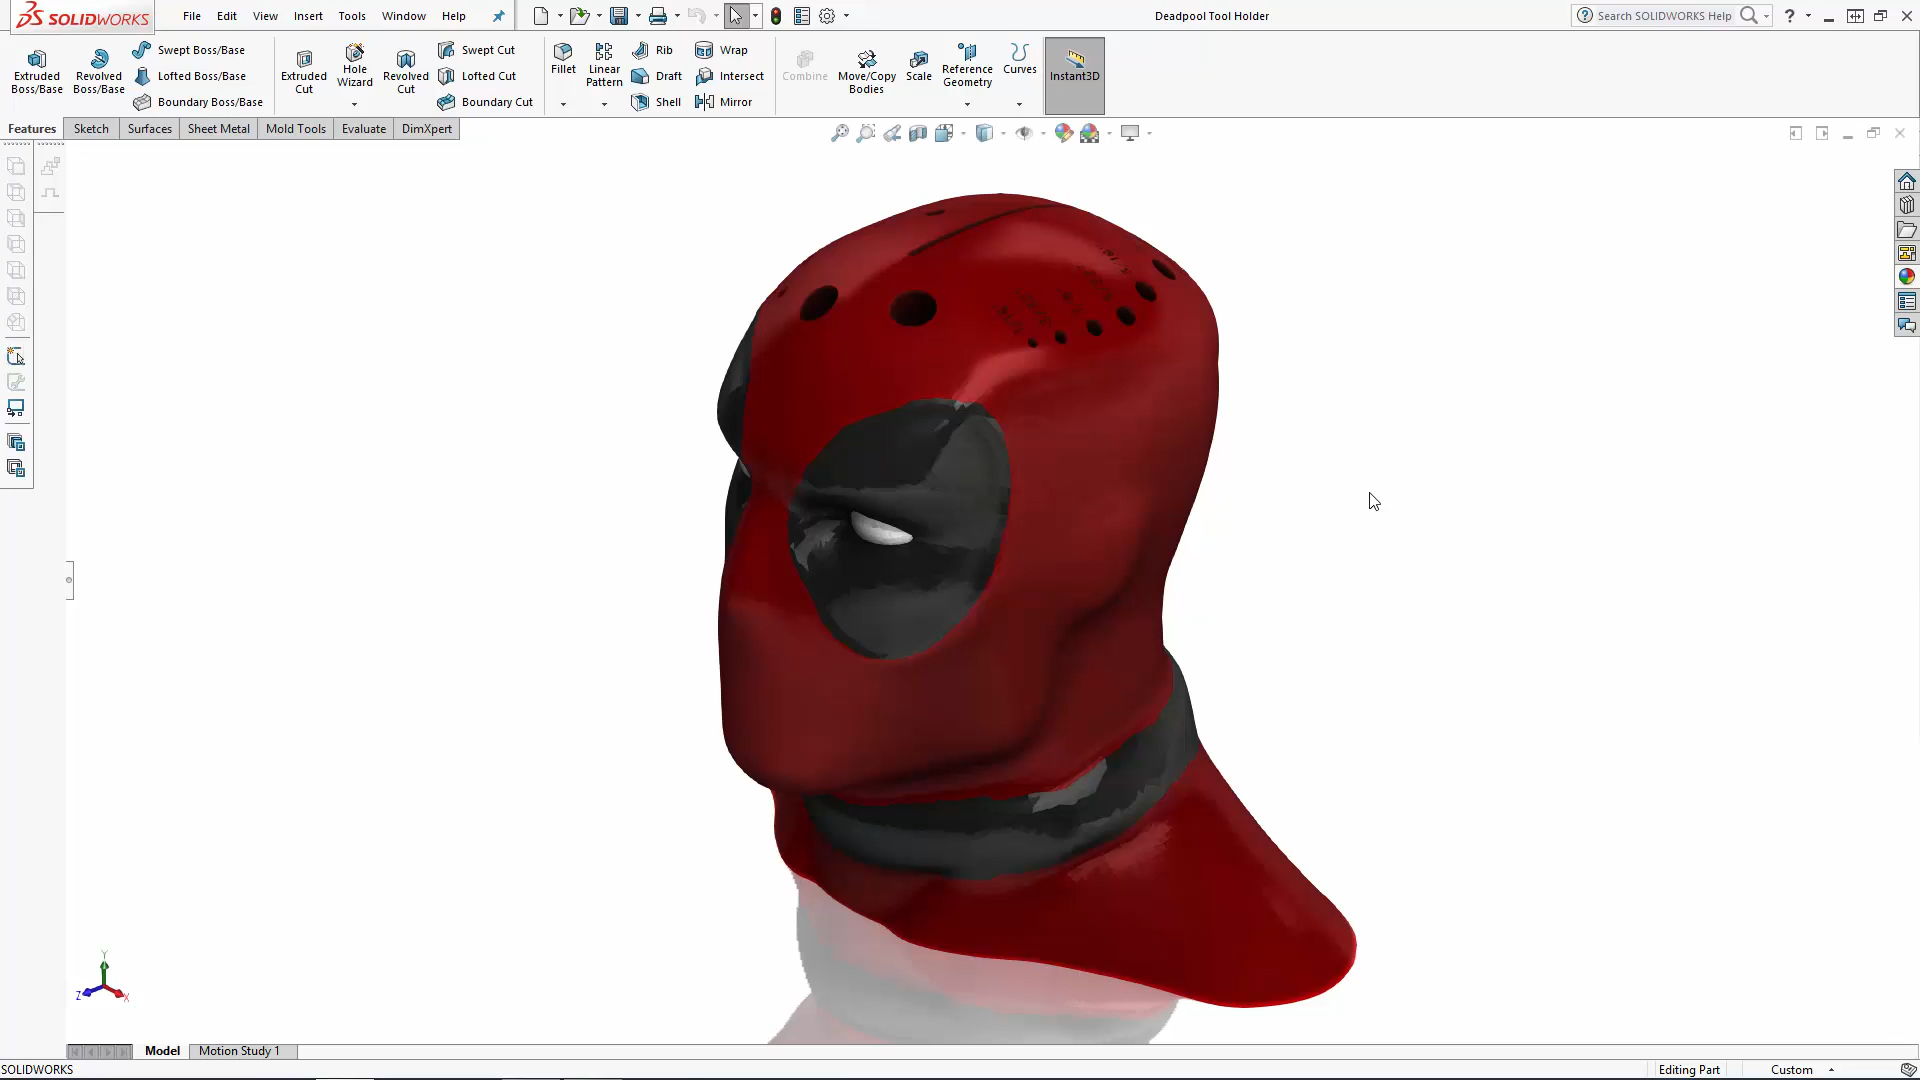 SOLIDWORKS
File Edit View Insert Tools Window Help
Deadpool Tool Holder
Search SOLIDWORKS Help
Extruded Boss/Base
Revolved Boss/Base
Swept Boss/Base
Lofted Boss/Base
Boundary Boss/Base
Extruded Cut
Hole Wizard
Revolved Cut
Swept Cut
Lofted Cut
Boundary Cut
Fillet
Linear Pattern
Rib
Draft
Shell
Wrap
Intersect
Mirror
Combine
Move/Copy Bodies
Scale
Reference Geometry
Curves
Instant3D
Features Sketch Surfaces Sheet Metal Mold Tools Evaluate DimXpert
Y
Z X
Model Motion Study 1
SOLIDWORKS
Editing Part Custom